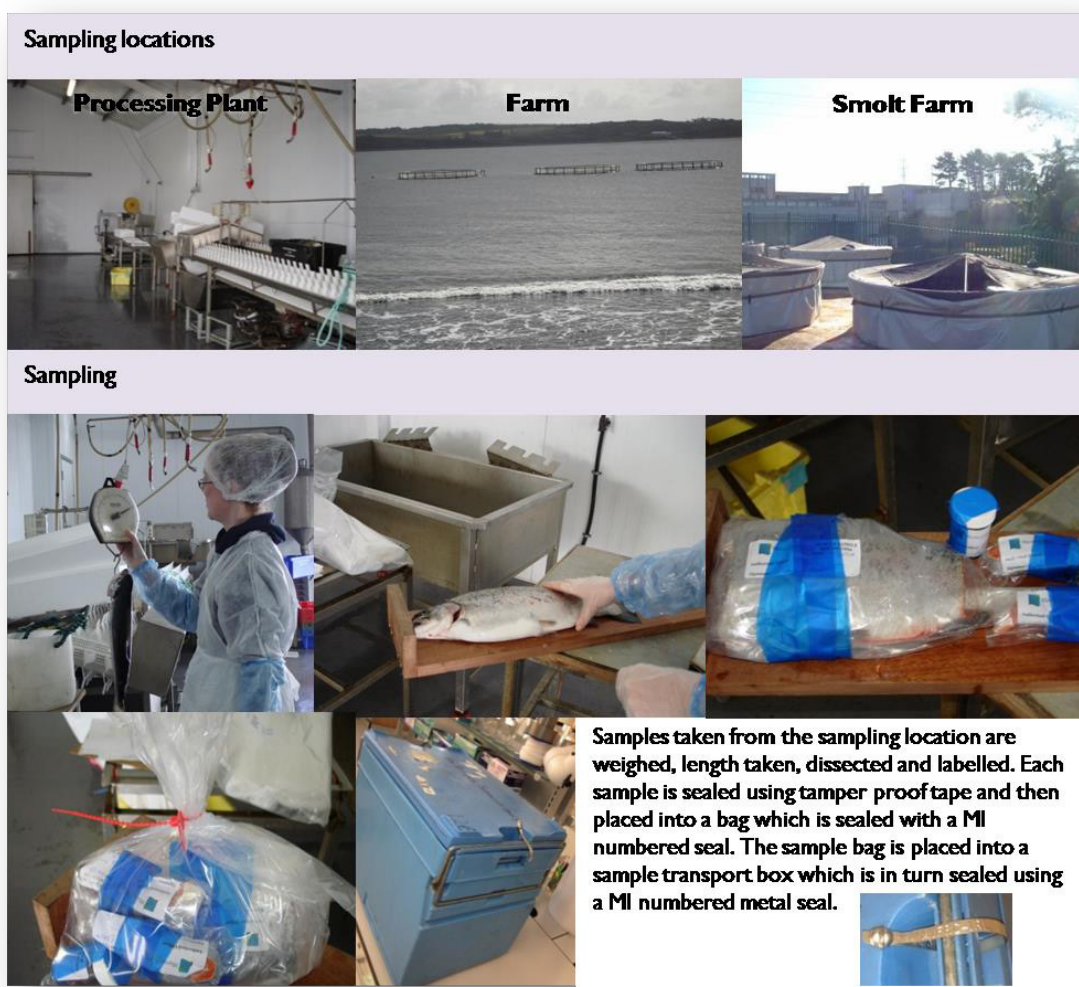 Sampling locations
Processing Plant
Farm
Smolt Farm
Sampling
Samples taken from the sampling location are
weighed, length taken, dissected and labelled. Each
sample is sealed using tamper proof tape and then
placed into a bag which is sealed with a MI
numbered seal. The sample bag is placed into a
sample transport box which is in turn sealed using
a MI numbered metal seal.